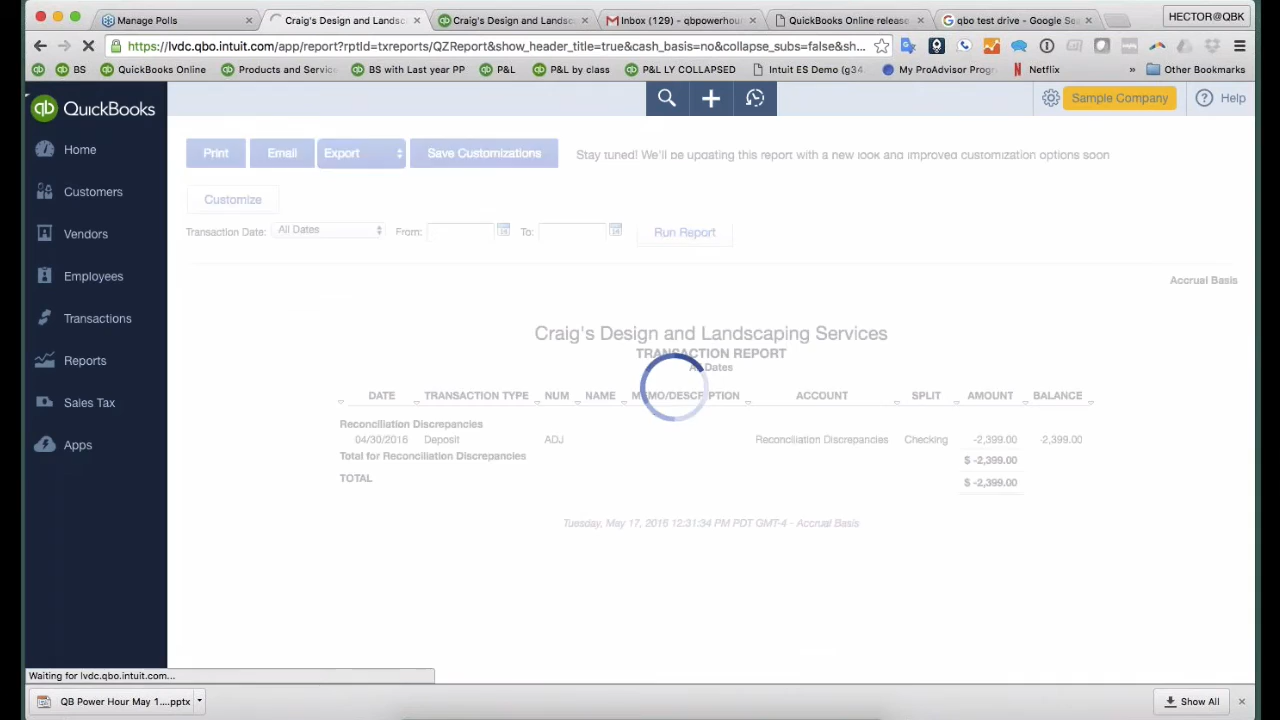 Manage Polls
Craig's Design and Landsc
Craig's Design and Landsc
Inbox (129) - qbpowerhou
QuickBooks Online release
qbo test drive - Google Se
HECTOR@QBK
https://lvdc.qbo.intuit.com/app/report?rptId=txreports/QZReport&show_header_title=true&cash_basis=no&collapse_subs=false&sh...
BS
QuickBooks Online
Products and Servic
BS with Last year PP
P&L
P&L by class
P&L LY COLLAPSED
Intuit ES Demo (g34
My ProAdvisor Progr
Netflix
» Other Bookmarks
qb QuickBooks
Sample Company
? Help
Home
Customers
Vendors
Employees
Transactions
Reports
Sales Tax
Apps
Print Email Export Save Customizations Stay tuned! We'll be updating this report with a new look and improved customization options soon
Customize
Transaction Date: All Dates From: To: Run Report
Accrual Basis
Craig's Design and Landscaping Services
TRANSACTION REPORT
All Dates
DATE TRANSACTION TYPE NUM NAME MEMO/DESCRIPTION ACCOUNT SPLIT AMOUNT BALANCE
Reconciliation Discrepancies
04/30/2016 Deposit ADJ Reconciliation Discrepancies Checking -2,399.00 -2,399.00
Total for Reconciliation Discrepancies $ -2,399.00
TOTAL $ -2,399.00
Tuesday, May 17, 2016 12:31:34 PM PDT GMT-4 - Accrual Basis
Waiting for lvdc.qbo.intuit.com...
QB Power Hour May 1....pptx
Show All